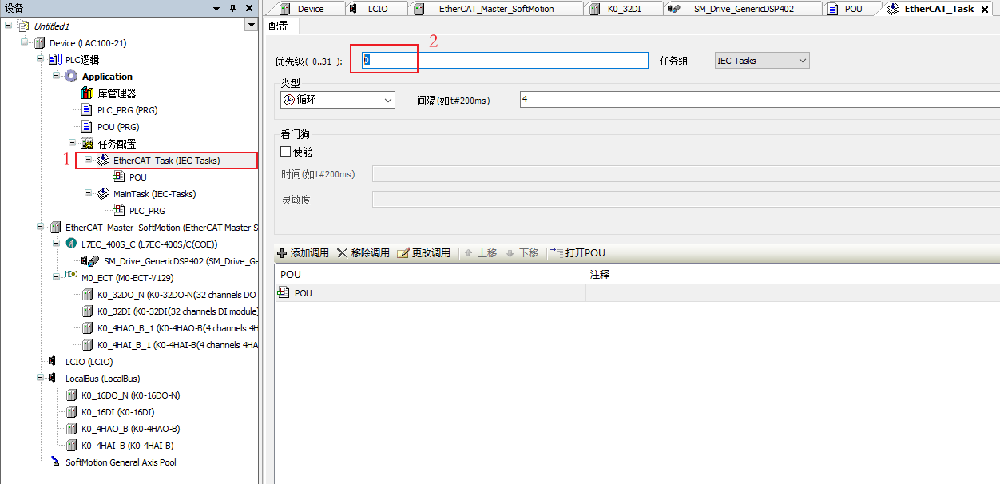 设备
Untitled1
Device (LAC100-21)
PLC逻辑
Application
库管理器
PLC_PRG (PRG)
POU (PRG)
任务配置
1
EtherCAT_Task (IEC-Tasks)
POU
MainTask (IEC-Tasks)
PLC_PRG
EtherCAT_Master_SoftMotion (EtherCAT Master S
L7EC_400S_C (L7EC-400S/C(COE))
SM_Drive_GenericDSP402 (SM_Drive_Ge
M0_ECT (M0-ECT-V129)
K0_32DO_N (K0-32DO-N(32 channels DO
K0_32DI (K0-32DI(32 channels DI module)
K0_4HAO_B_1 (K0-4HAO-B(4 channels 4H
K0_4HAI_B_1 (K0-4HAI-B(4 channels 4HA
LCIO (LCIO)
LocalBus (LocalBus)
K0_16DO_N (K0-16DO-N)
K0_16DI (K0-16DI)
K0_4HAO_B (K0-4HAO-B)
K0_4HAI_B (K0-4HAI-B)
SoftMotion General Axis Pool
Device LCIO EtherCAT_Master_SoftMotion K0_32DI SM_Drive_GenericDSP402 POU EtherCAT_Task
配置
2
优先级( 0..31 ): 0 任务组 IEC-Tasks
类型
循环 间隔(如t#200ms) 4
看门狗
使能
时间(如t#200ms)
灵敏度
添加调用 移除调用 更改调用 上移 下移 打开POU
POU 注释
POU